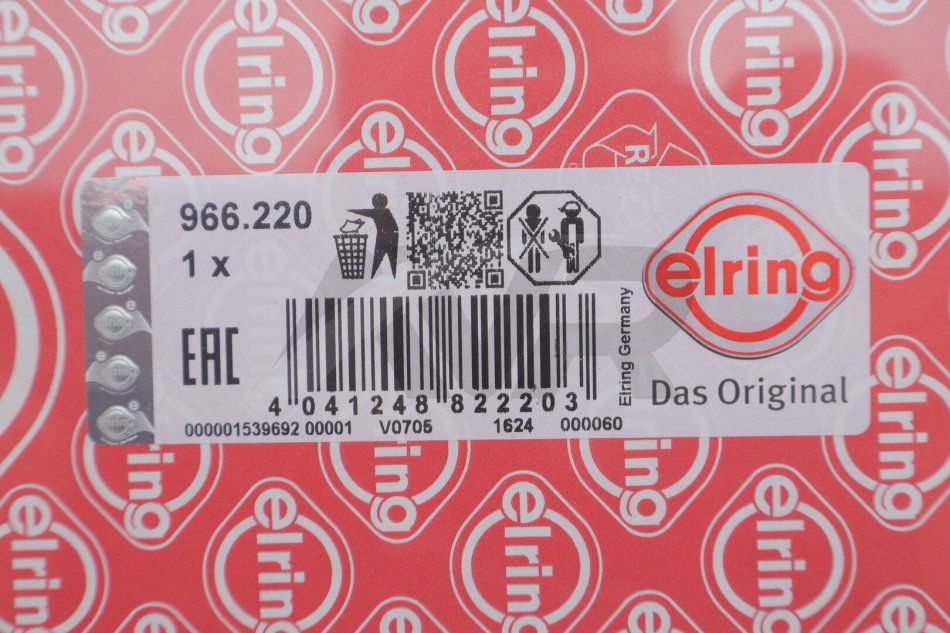 966.220
1 x
EAC
4 041248 822203
000001539692 00001 V0705 1624 000060
Elring Germany
elring
Das Original